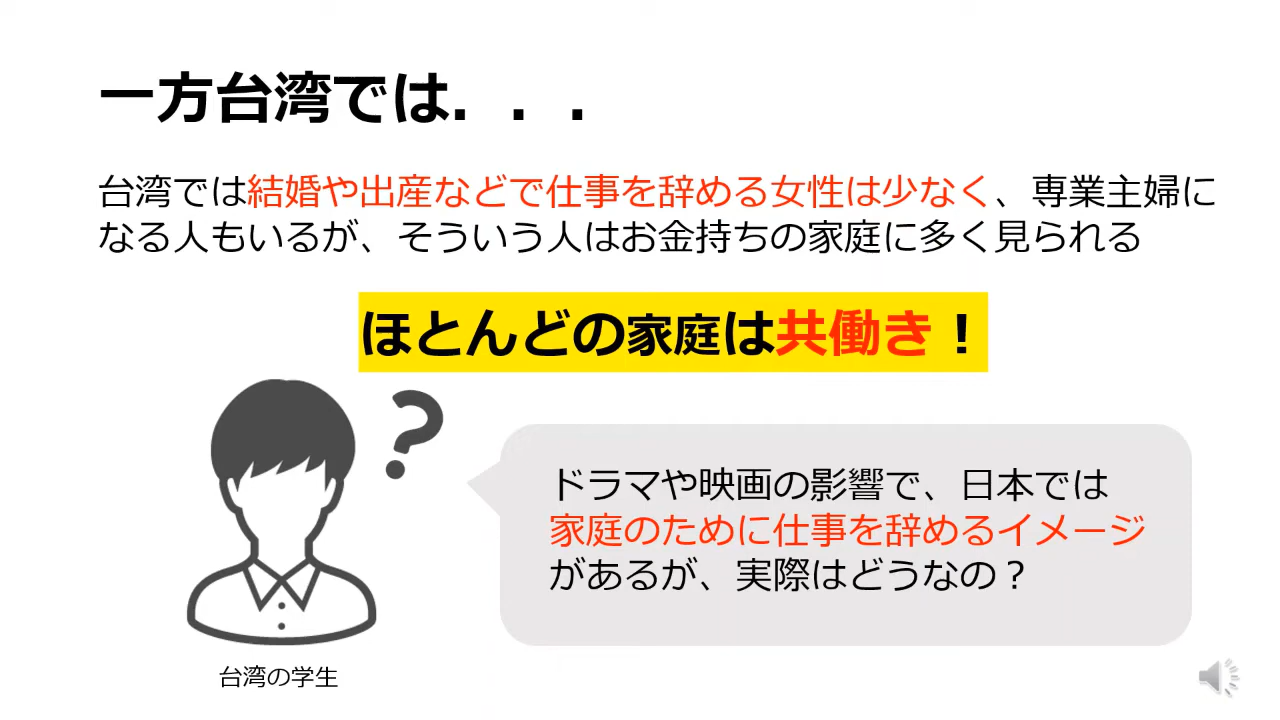 一方台湾では．．．
台湾では結婚や出産などで仕事を辞める女性は少なく、専業主婦に
なる人もいるが、そういう人はお金持ちの家庭に多く見られる
ほとんどの家庭は共働き！
?
ドラマや映画の影響で、日本では
家庭のために仕事を辞めるイメージ
があるが、実際はどうなの？
台湾の学生